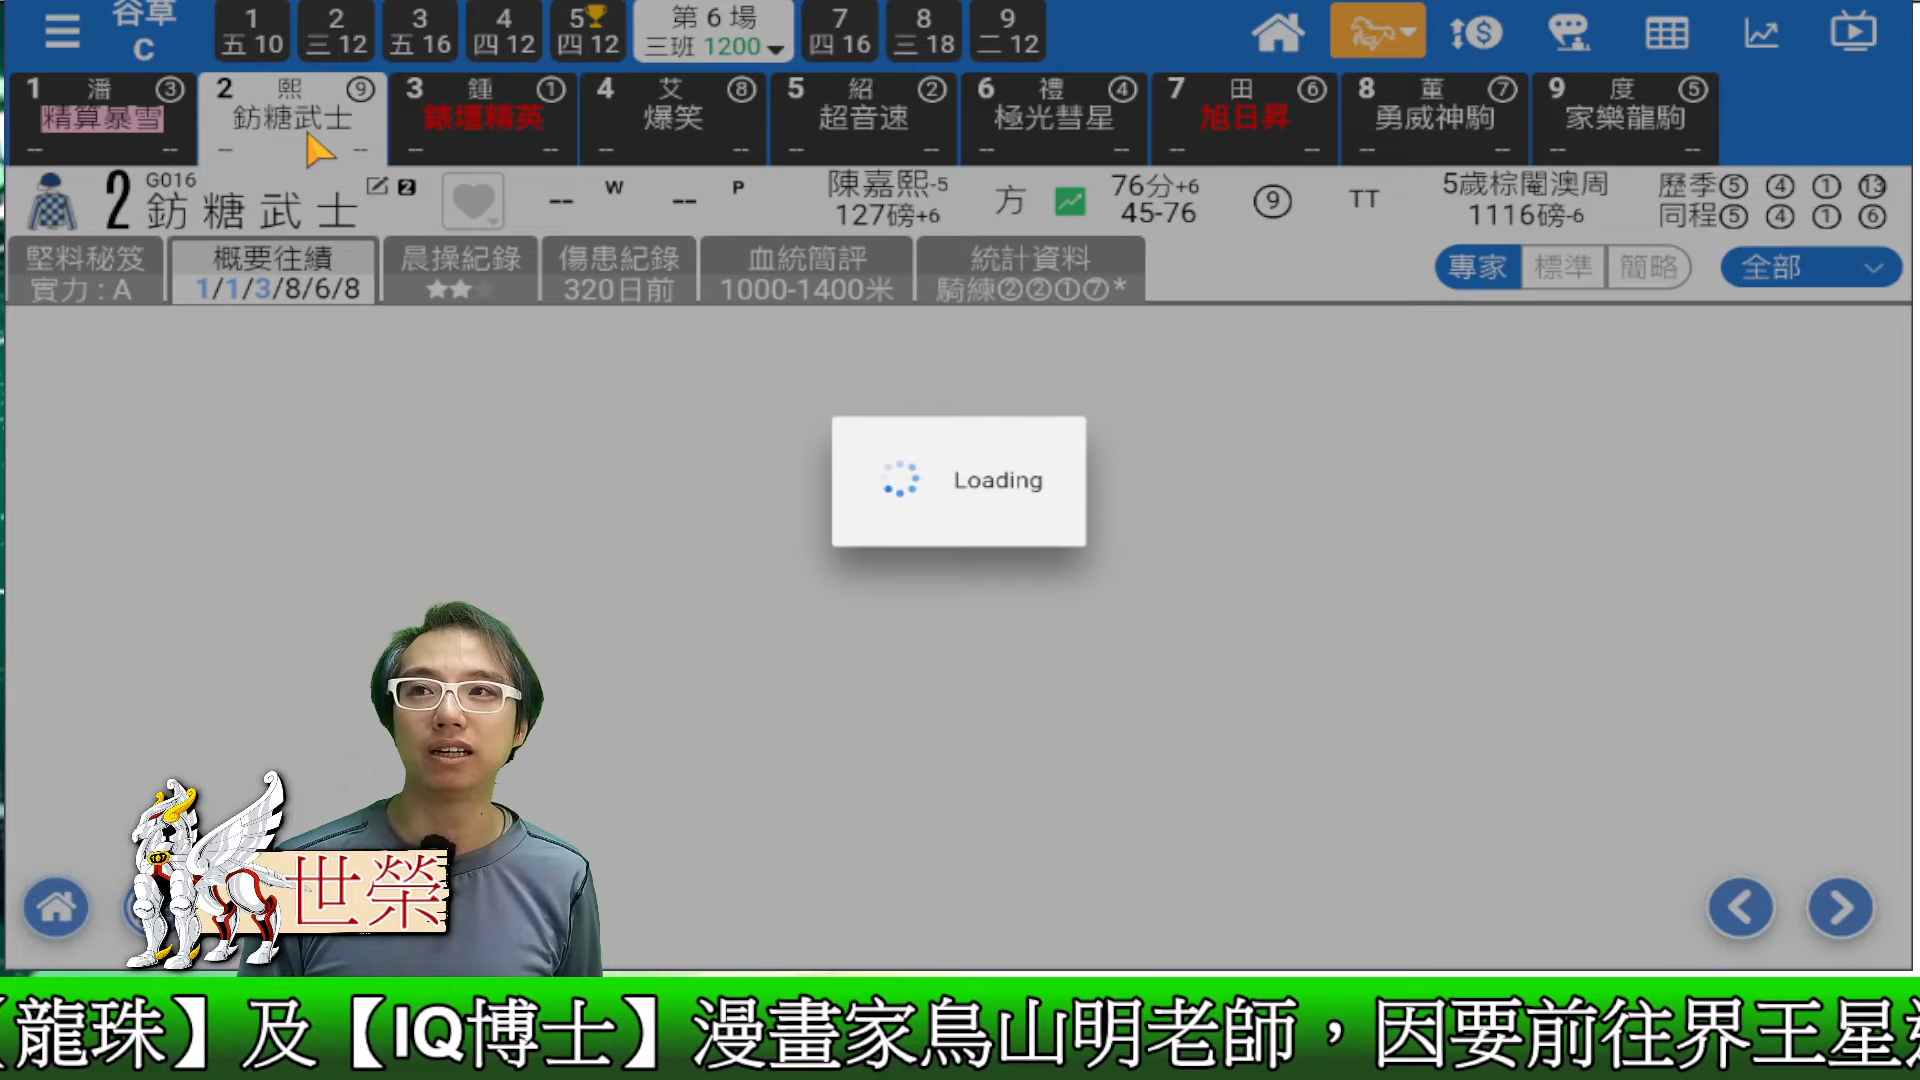 谷草 C
1 五 10
2 三 12
3 五 16
4 四 12
5 四 12
第 6 場 三班 1200
7 四 16
8 三 18
9 二 12
1 潘 ③ 精算暴雪 -- --
2 熙 ⑨ 鈁糖武士 -- --
3 鍾 ① 錶壇精英 -- --
4 艾 ⑧ 爆笑 -- --
5 紹 ② 超音速 -- --
6 禮 ④ 極光彗星 -- --
7 田 ⑥ 旭日昇 -- --
8 董 ⑦ 勇威神駒 -- --
9 度 ⑤ 家樂龍駒 -- --
2
G016
鈁糖武士
2
-- W -- P
陳嘉熙-5
127磅+6
方
76分+6
45-76
⑨
TT
5歲棕閹澳周
1116磅-6
歷季⑤ ④ ① ⑬
同程⑤ ④ ① ⑥
堅料秘笈
實力 : A
概要往績
1/1/3/8/6/8
晨操紀錄
★★★
傷患紀錄
320日前
血統簡評
1000-1400米
統計資料
騎練②②①⑦*
專家 標準 簡略
全部
Loading
世榮
【龍珠】及【IQ博士】漫畫家鳥山明老師，因要前往界王星